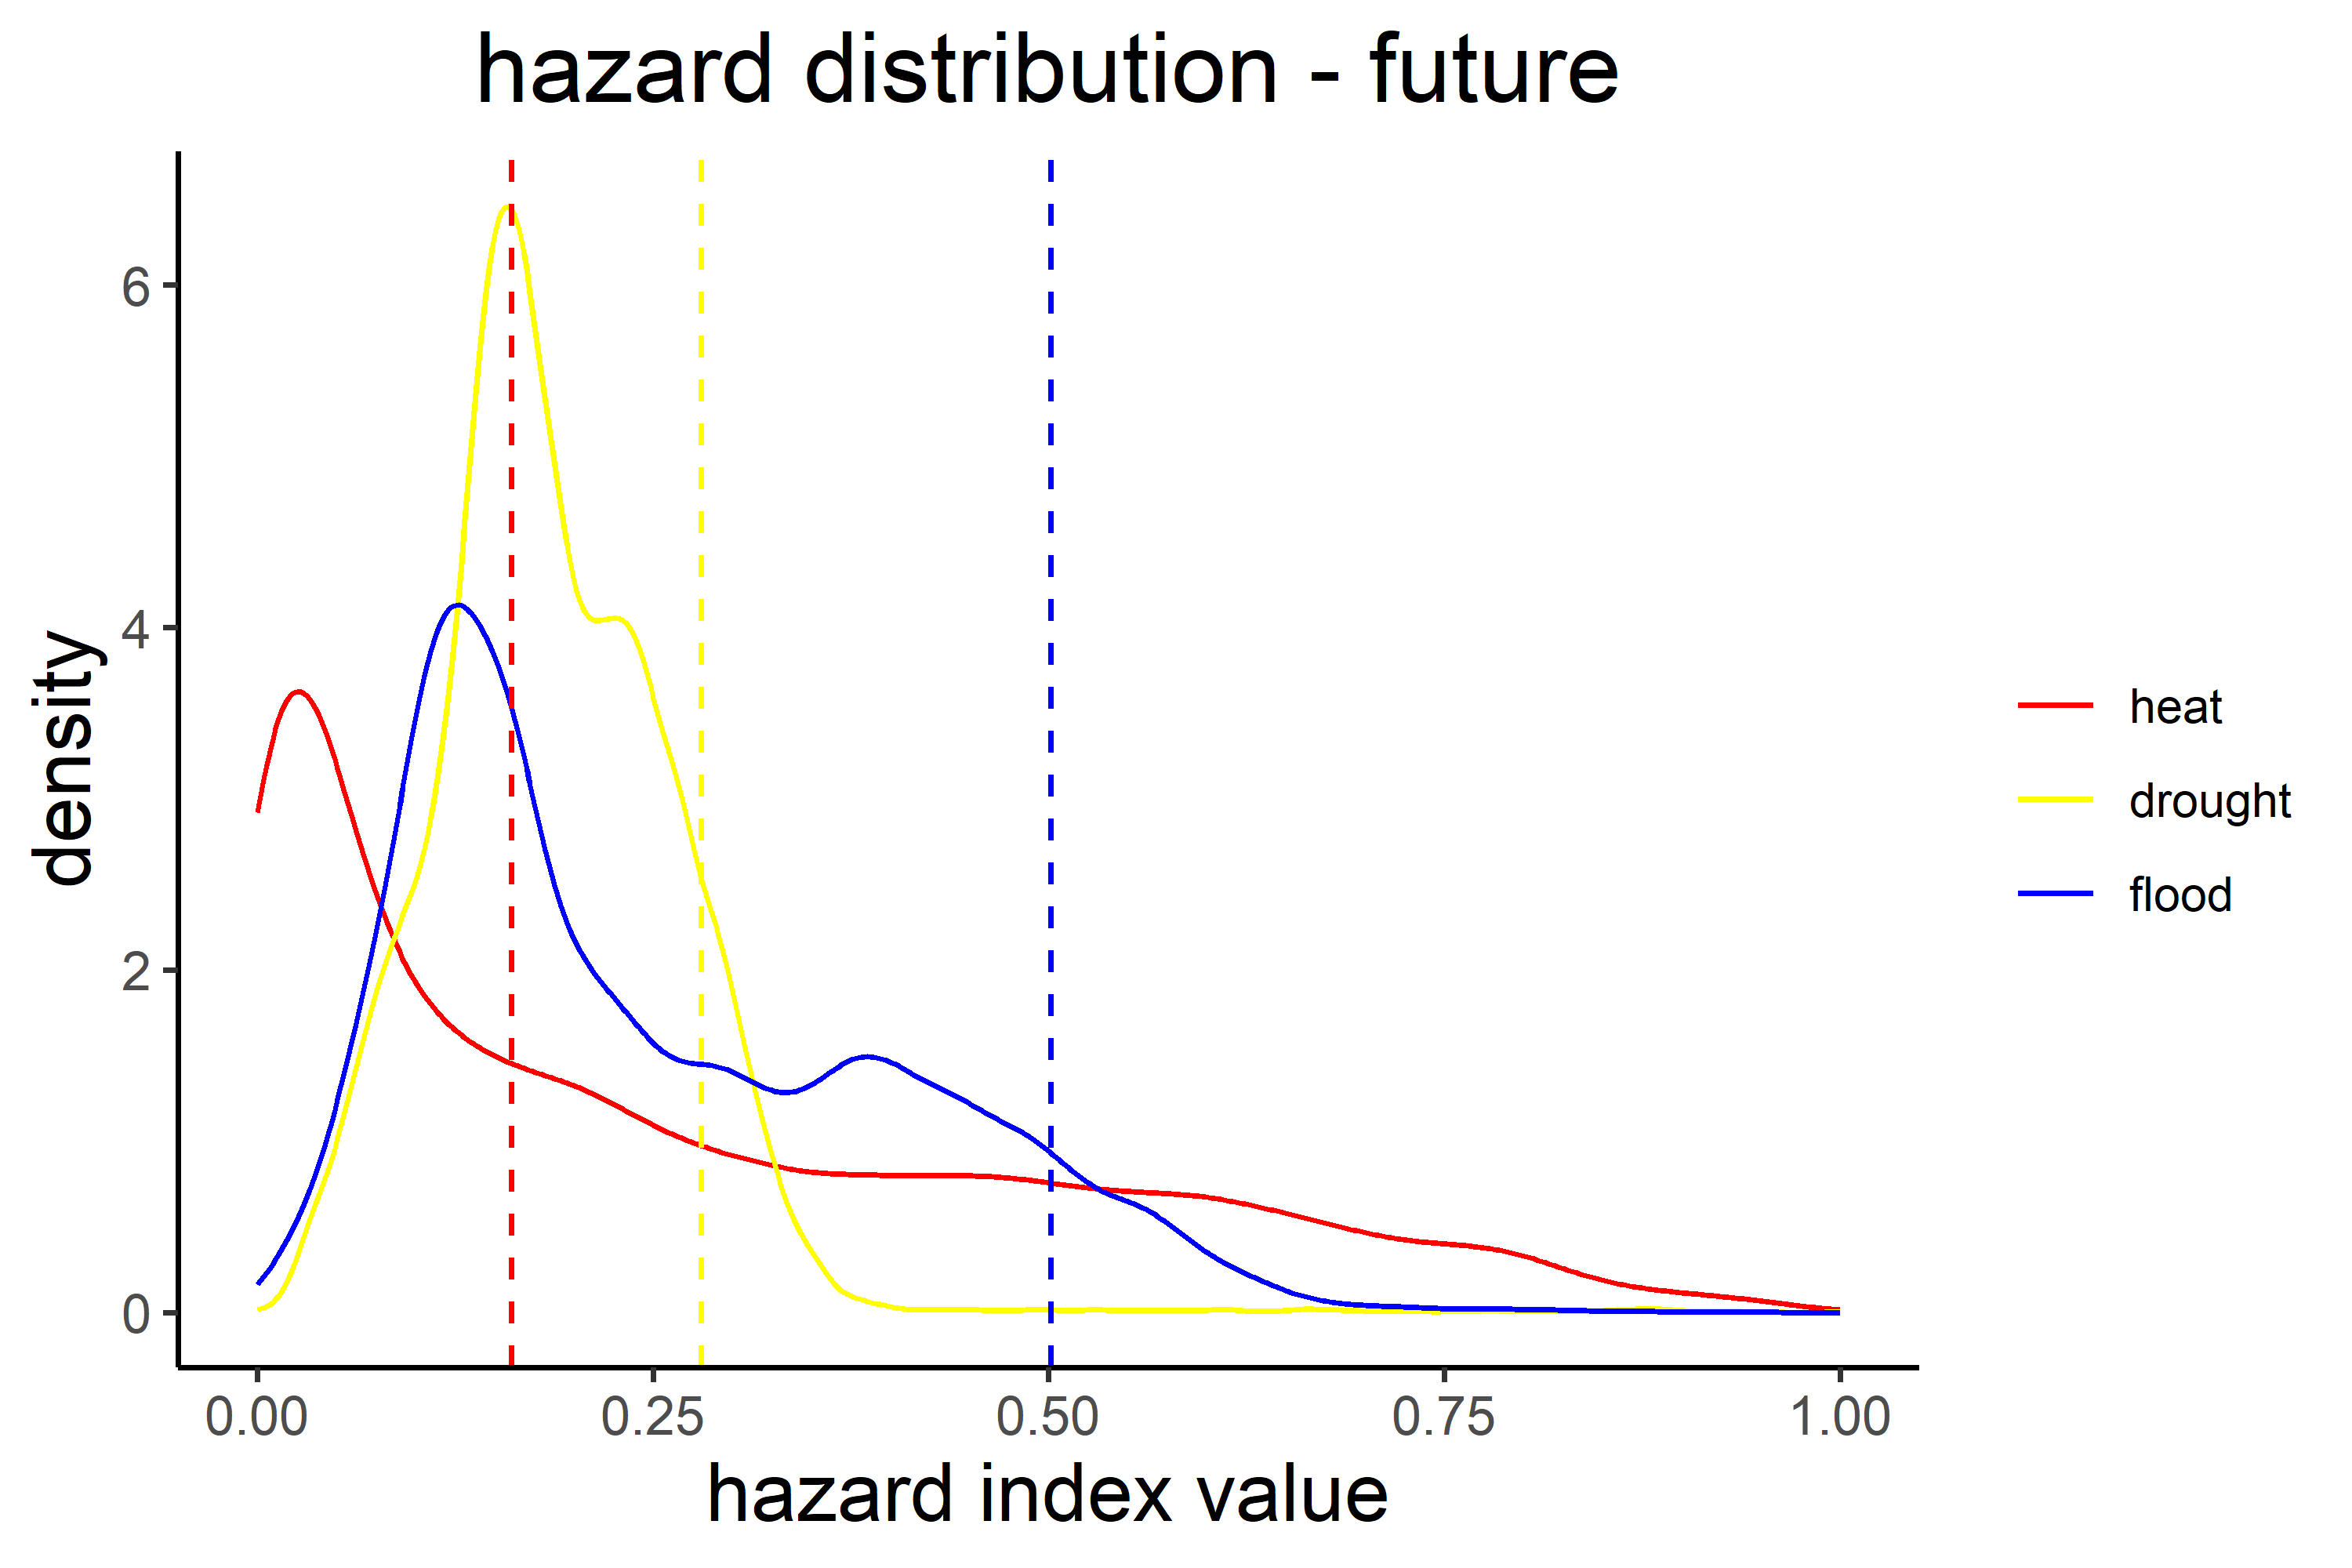 hazard distribution - future
density
6
4
2
0
0.00 0.25 0.50 0.75 1.00
hazard index value
heat
drought
flood